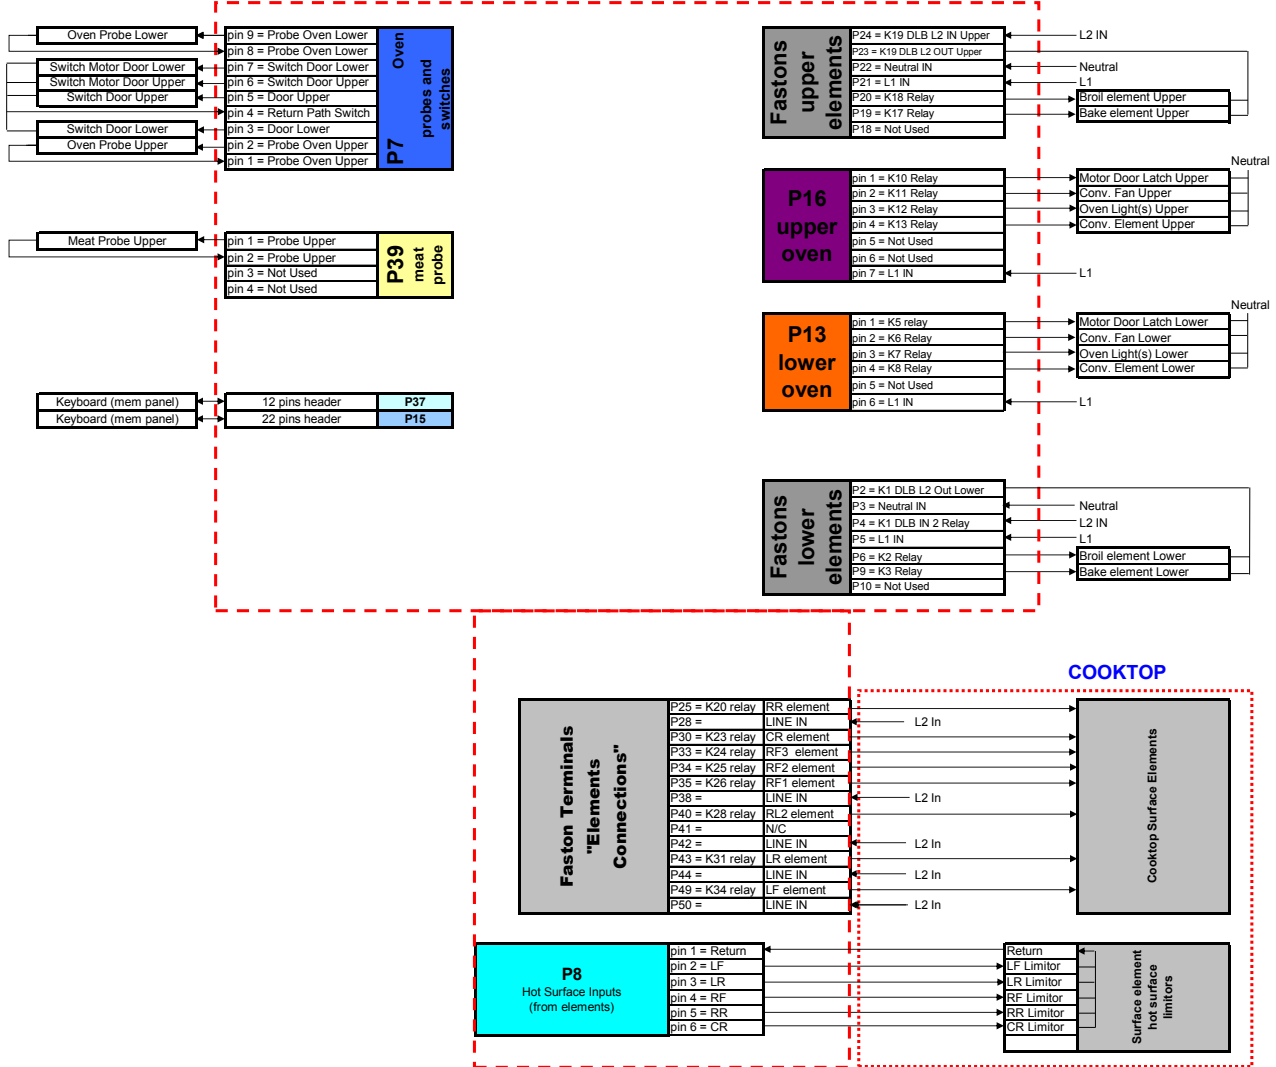 Oven Probe Lower
Switch Motor Door Lower
Switch Motor Door Upper
Switch Door Upper
Switch Door Lower
Oven Probe Upper
pin 9 = Probe Oven Lower
pin 8 = Probe Oven Lower
pin 7 = Switch Door Lower
pin 6 = Switch Door Upper
pin 5 = Door Upper
pin 4 = Return Path Switch
pin 3 = Door Lower
pin 2 = Probe Oven Upper
pin 1 = Probe Oven Upper
P7 Oven
probes and
switches
Meat Probe Upper
pin 1 = Probe Upper
pin 2 = Probe Upper
pin 3 = Not Used
pin 4 = Not Used
P39
meat
probe
Keyboard (mem panel)
12 pins header
P37
Keyboard (mem panel)
22 pins header
P15
Fastons
upper
elements
P24 = K19 DLB L2 IN Upper
P23 = K19 DLB L2 OUT Upper
P22 = Neutral IN
P21 = L1 IN
P20 = K18 Relay
P19 = K17 Relay
P18 = Not Used
L2 IN
Neutral
L1
Broil element Upper
Bake element Upper
P16
upper
oven
pin 1 = K10 Relay
pin 2 = K11 Relay
pin 3 = K12 Relay
pin 4 = K13 Relay
pin 5 = Not Used
pin 6 = Not Used
pin 7 = L1 IN
Neutral
Motor Door Latch Upper
Conv. Fan Upper
Oven Light(s) Upper
Conv. Element Upper
L1
P13
lower
oven
pin 1 = K5 relay
pin 2 = K6 Relay
pin 3 = K7 Relay
pin 4 = K8 Relay
pin 5 = Not Used
pin 6 = L1 IN
Neutral
Motor Door Latch Lower
Conv. Fan Lower
Oven Light(s) Lower
Conv. Element Lower
L1
Fastons
lower
elements
P2 = K1 DLB L2 Out Lower
P3 = Neutral IN
P4 = K1 DLB IN 2 Relay
P5 = L1 IN
P6 = K2 Relay
P9 = K3 Relay
P10 = Not Used
Neutral
L2 IN
L1
Broil element Lower
Bake element Lower
COOKTOP
Faston Terminals
"Elements
Connections"
P25 = K20 relay RR element
P28 = LINE IN
P30 = K23 relay CR element
P33 = K24 relay RF3 element
P34 = K25 relay RF2 element
P35 = K26 relay RF1 element
P38 = LINE IN
P40 = K28 relay RL2 element
P41 = N/C
P42 = LINE IN
P43 = K31 relay LR element
P44 = LINE IN
P49 = K34 relay LF element
P50 = LINE IN
L2 In
L2 In
L2 In
L2 In
L2 In
Cooktop Surface Elements
P8
Hot Surface Inputs
(from elements)
pin 1 = Return
pin 2 = LF
pin 3 = LR
pin 4 = RF
pin 5 = RR
pin 6 = CR
Return
LF Limitor
LR Limitor
RF Limitor
RR Limitor
CR Limitor
Surface element
hot surface
limitors